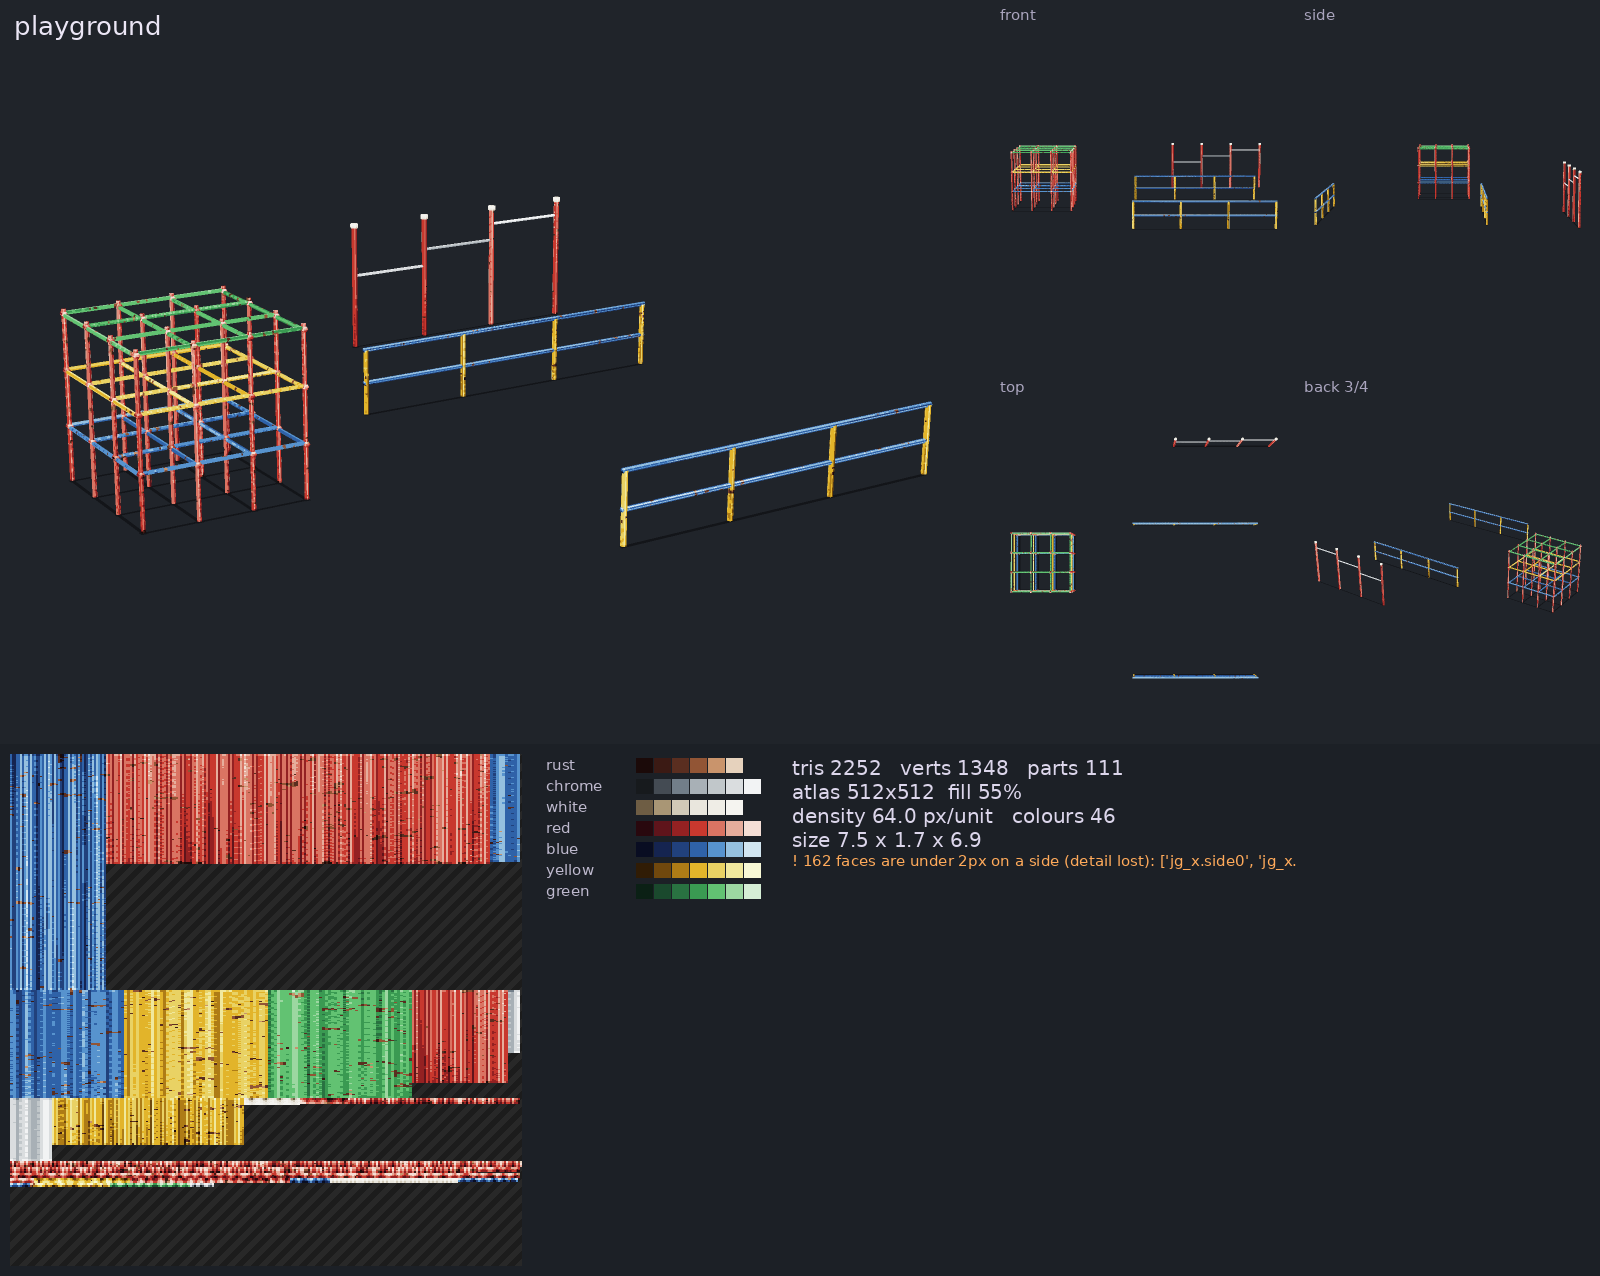 playground
front
side
top
back 3/4
rust
chrome
white
red
blue
yellow
green
tris 2252 verts 1348 parts 111
atlas 512x512 fill 55%
density 64.0 px/unit colours 46
size 7.5 x 1.7 x 6.9
! 162 faces are under 2px on a side (detail lost): ['jg_x.side0', 'jg_x.